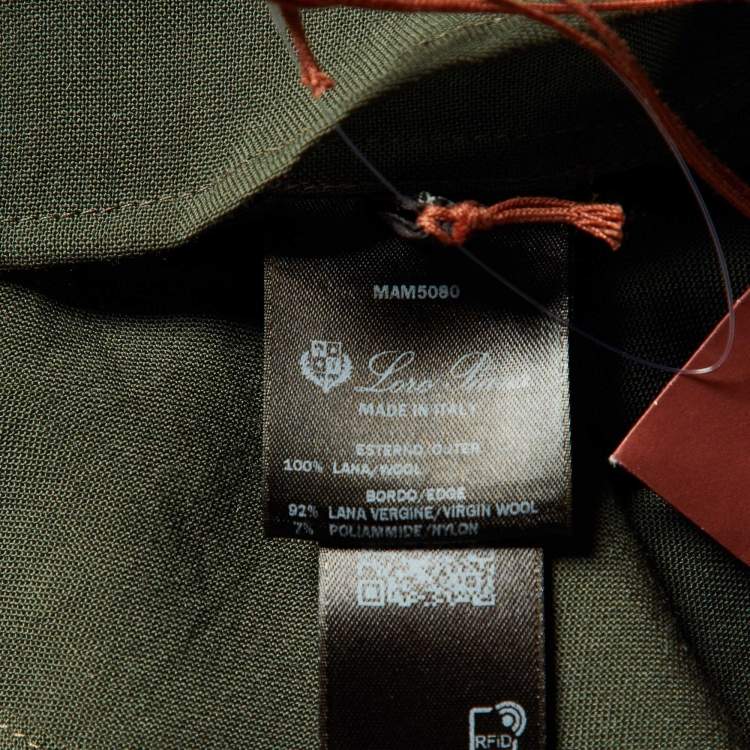 MAM5080
Loro Piana
MADE IN ITALY
ESTERNO/OUTER
100% LANA/WOOL
BORDO/EDGE
92% LANA VERGINE/VIRGIN WOOL
7% POLIAMMIDE/NYLON
RFiD